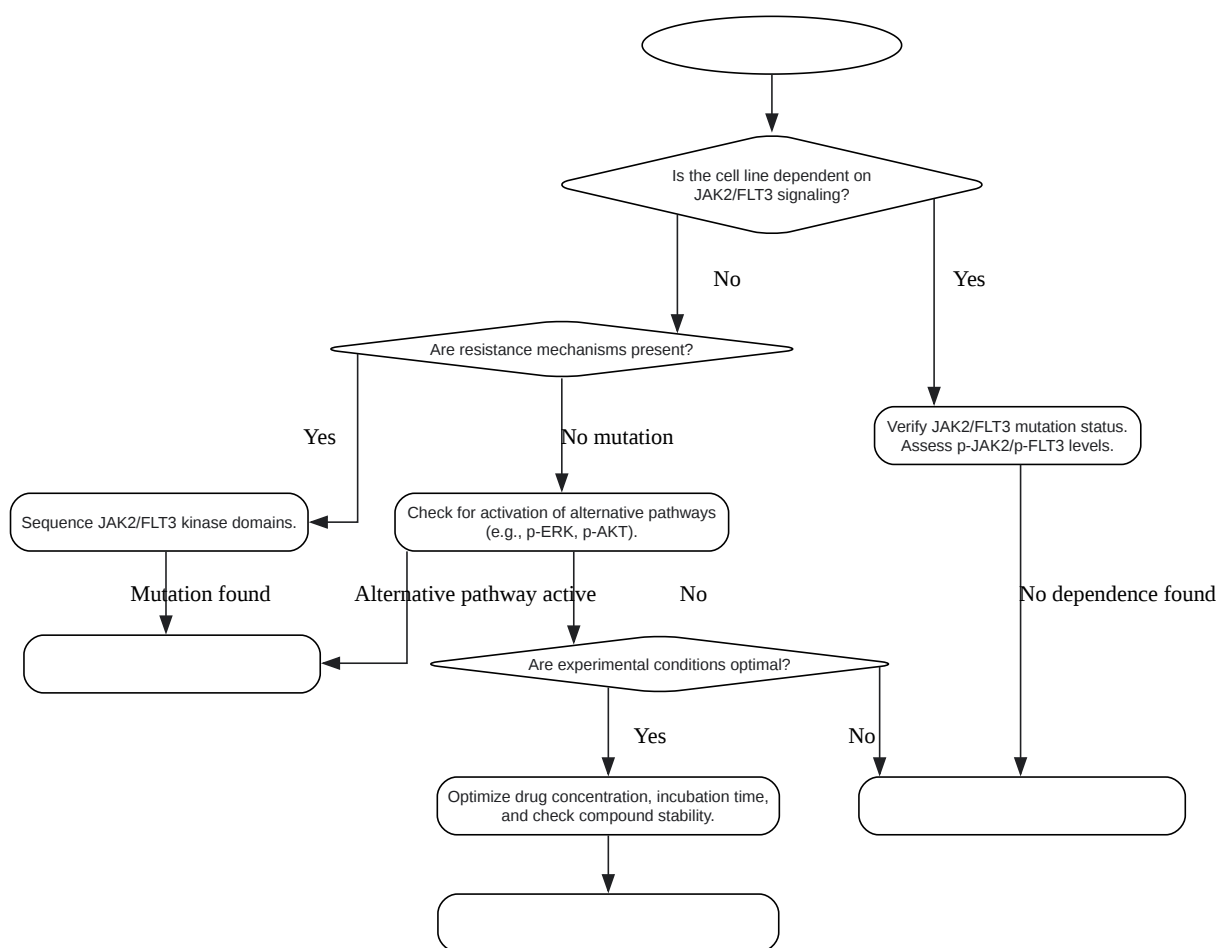 Is the cell line dependent on
JAK2/FLT3 signaling?
No
Yes
Are resistance mechanisms present?
Yes
No mutation
Verify JAK2/FLT3 mutation status.
Assess p-JAK2/p-FLT3 levels.
Sequence JAK2/FLT3 kinase domains.
Check for activation of alternative pathways
(e.g., p-ERK, p-AKT).
Mutation found
Alternative pathway active
No
No dependence found
Are experimental conditions optimal?
Yes
No
Optimize drug concentration, incubation time,
and check compound stability.